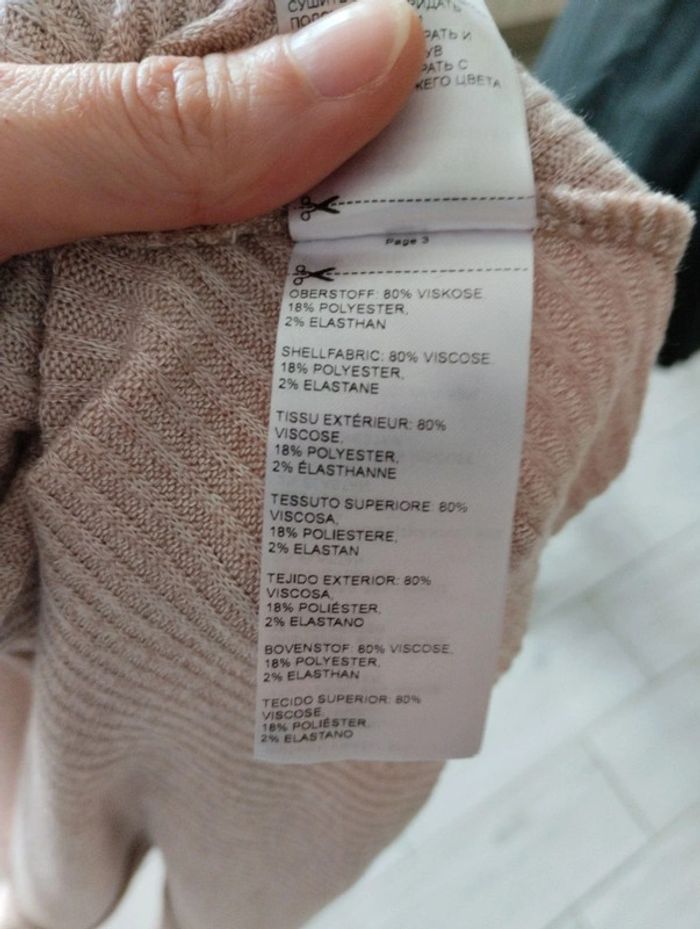 СУШИТЬ
РАТЬ И
УВ
РАТЬ С
ЖЕГО ЦВЕТА
Page 3
OBERSTOFF: 80% VISKOSE
18% POLYESTER,
2% ELASTHAN
SHELLFABRIC: 80% VISCOSE
18% POLYESTER,
2% ELASTANE
TISSU EXTÉRIEUR: 80%
VISCOSE,
18% POLYESTER,
2% ÉLASTHANNE
TESSUTO SUPERIORE 80%
VISCOSA,
18% POLIESTERE,
2% ELASTAN
TEJIDO EXTERIOR: 80%
VISCOSA,
18% POLIÉSTER,
2% ELASTANO
BOVENSTOF: 80% VISCOSE,
18% POLYESTER,
2% ELASTHAN
TECIDO SUPERIOR: 80%
VISCOSE
18% POLIÉSTER,
2% ELASTANO